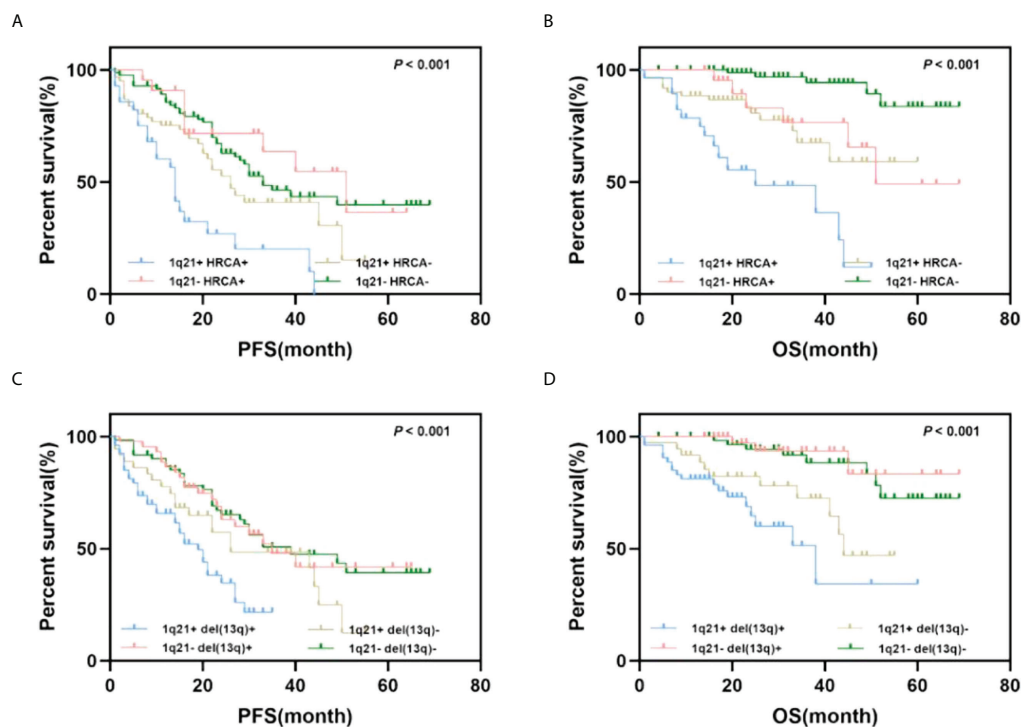 A
Percent survival(%)
100
50
0
P < 0.001
1q21+ HRCA+
1q21+ HRCA-
1q21- HRCA+
1q21- HRCA-
0 20 40 60 80
PFS(month)
B
Percent survival(%)
100
50
0
P < 0.001
1q21+ HRCA+
1q21+ HRCA-
1q21- HRCA+
1q21- HRCA-
0 20 40 60 80
OS(month)
C
Percent survival(%)
100
50
0
P < 0.001
1q21+ del(13q)+
1q21+ del(13q)-
1q21- del(13q)+
1q21- del(13q)-
0 20 40 60 80
PFS(month)
D
Percent survival(%)
100
50
0
P < 0.001
1q21+ del(13q)+
1q21+ del(13q)-
1q21- del(13q)+
1q21- del(13q)-
0 20 40 60 80
OS(month)